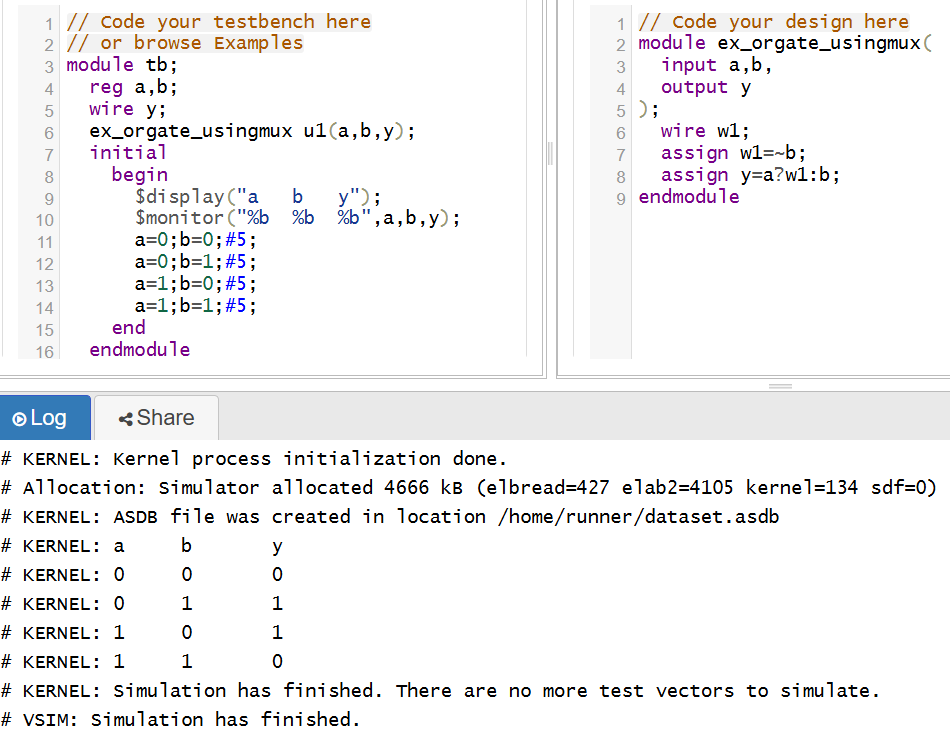 1 // Code your testbench here
2 // or browse Examples
3 module tb;
4   reg a,b;
5   wire y;
6   ex_orgate_usingmux u1(a,b,y);
7   initial
8     begin
9       $display("a   b   y");
10       $monitor("%b  %b  %b",a,b,y);
11       a=0;b=0;#5;
12       a=0;b=1;#5;
13       a=1;b=0;#5;
14       a=1;b=1;#5;
15     end
16   endmodule
1 // Code your design here
2 module ex_orgate_usingmux(
3   input a,b,
4   output y
5 );
6   wire w1;
7   assign w1=~b;
8   assign y=a?w1:b;
9 endmodule
Log Share
# KERNEL: Kernel process initialization done.
# Allocation: Simulator allocated 4666 kB (elbread=427 elab2=4105 kernel=134 sdf=0)
# KERNEL: ASDB file was created in location /home/runner/dataset.asdb
# KERNEL: a     b       y
# KERNEL: 0     0       0
# KERNEL: 0     1       1
# KERNEL: 1     0       1
# KERNEL: 1     1       0
# KERNEL: Simulation has finished. There are no more test vectors to simulate.
# VSIM: Simulation has finished.